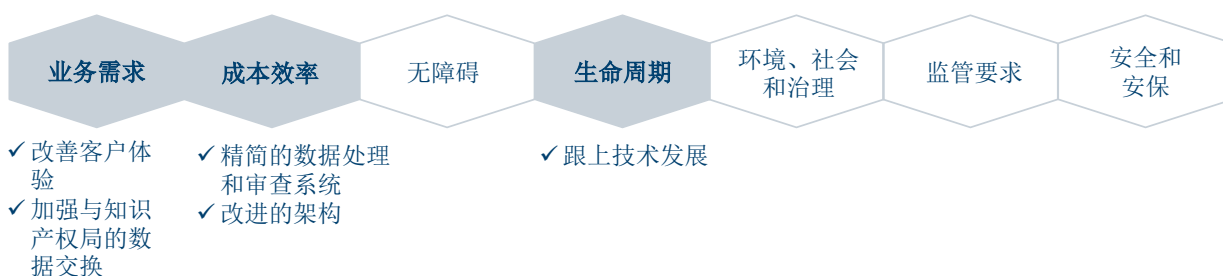 业务需求
成本效率
无障碍
生命周期
环境、社会
和治理
监管要求
安全和
安保
✓ 改善客户体
验
✓ 加强与知识
产权局的数
据交换
✓ 精简的数据处理
和审查系统
✓ 改进的架构
✓ 跟上技术发展